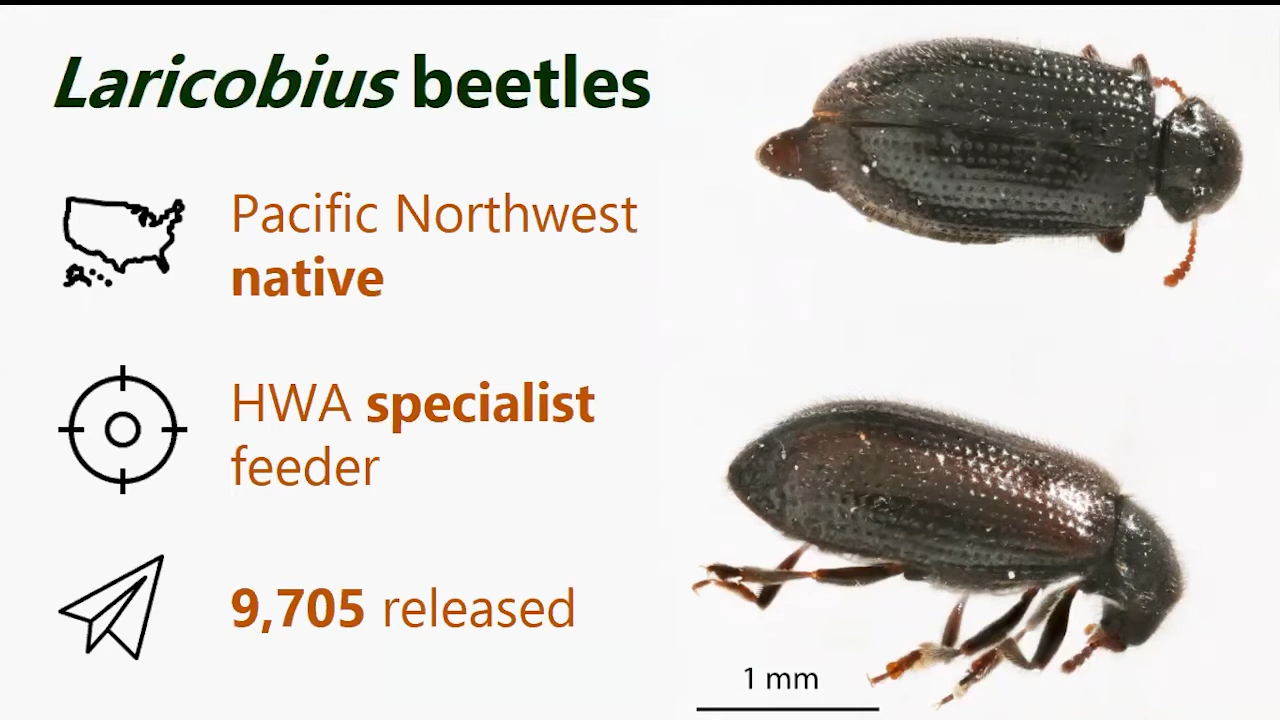 Laricobius beetles
Pacific Northwest
native
HWA specialist
feeder
9,705 released
1 mm